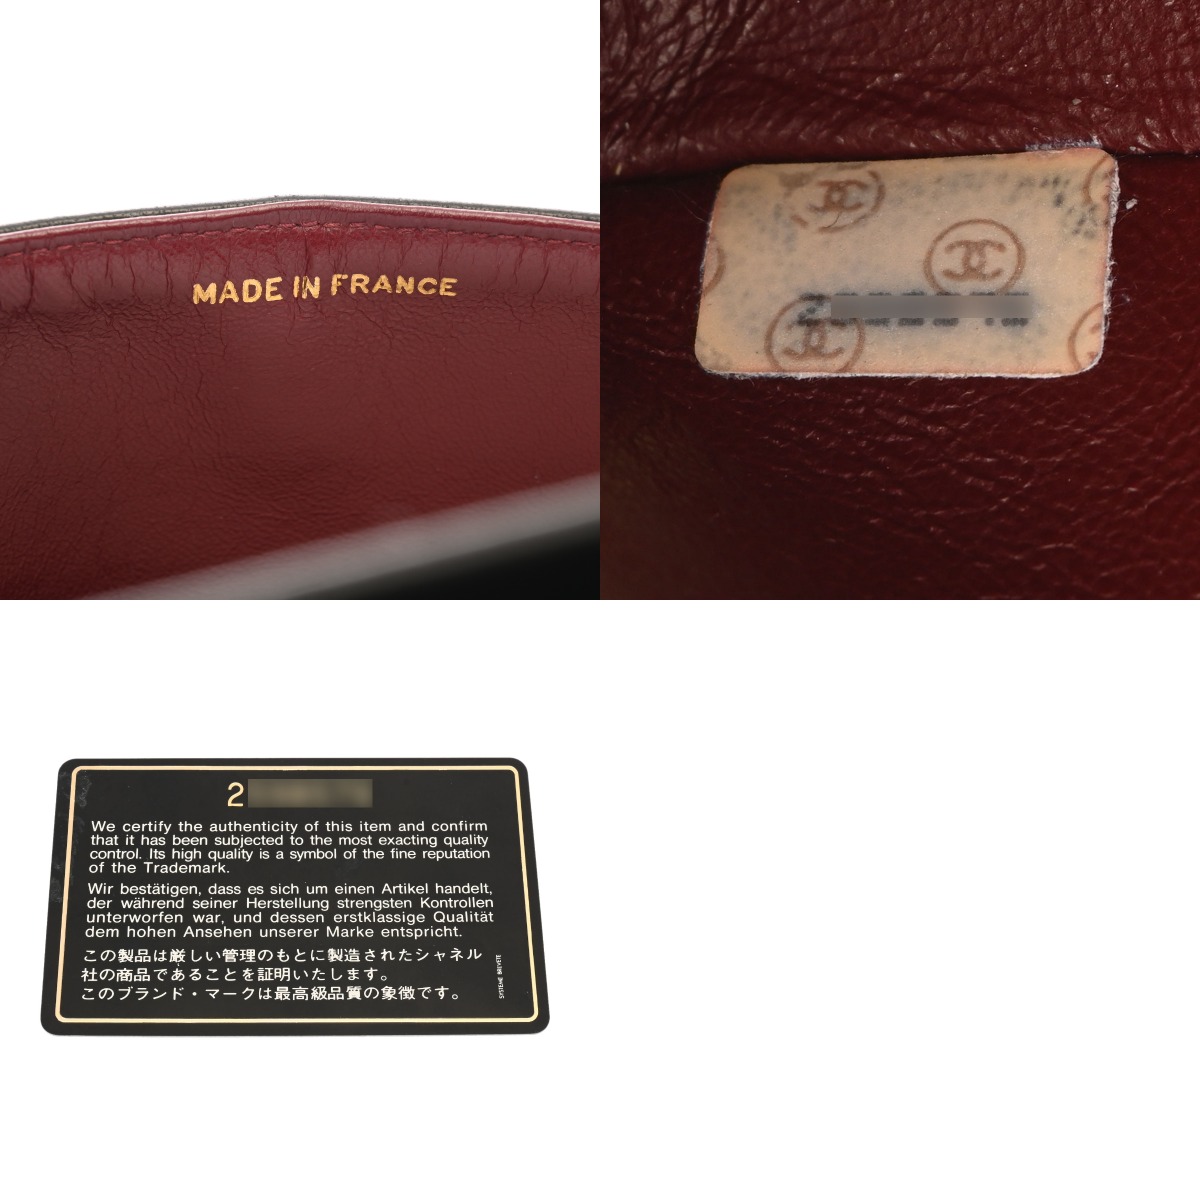 MADE IN FRANCE
2
2
We certify the authenticity of this item and confirm
that it has been subjected to the most exacting quality
control. Its high quality is a symbol of the fine reputation
of the Trademark.
Wir bestätigen, dass es sich um einen Artikel handelt,
der während seiner Herstellung strengsten Kontrollen
unterworfen war, und dessen erstklassige Qualität
dem hohen Ansehen unserer Marke entspricht.
この製品は厳しい管理のもとに製造されたシャネル
社の商品であることを証明いたします。
このブランド・マークは最高級品質の象徴です。
SYSTEME BREVETE